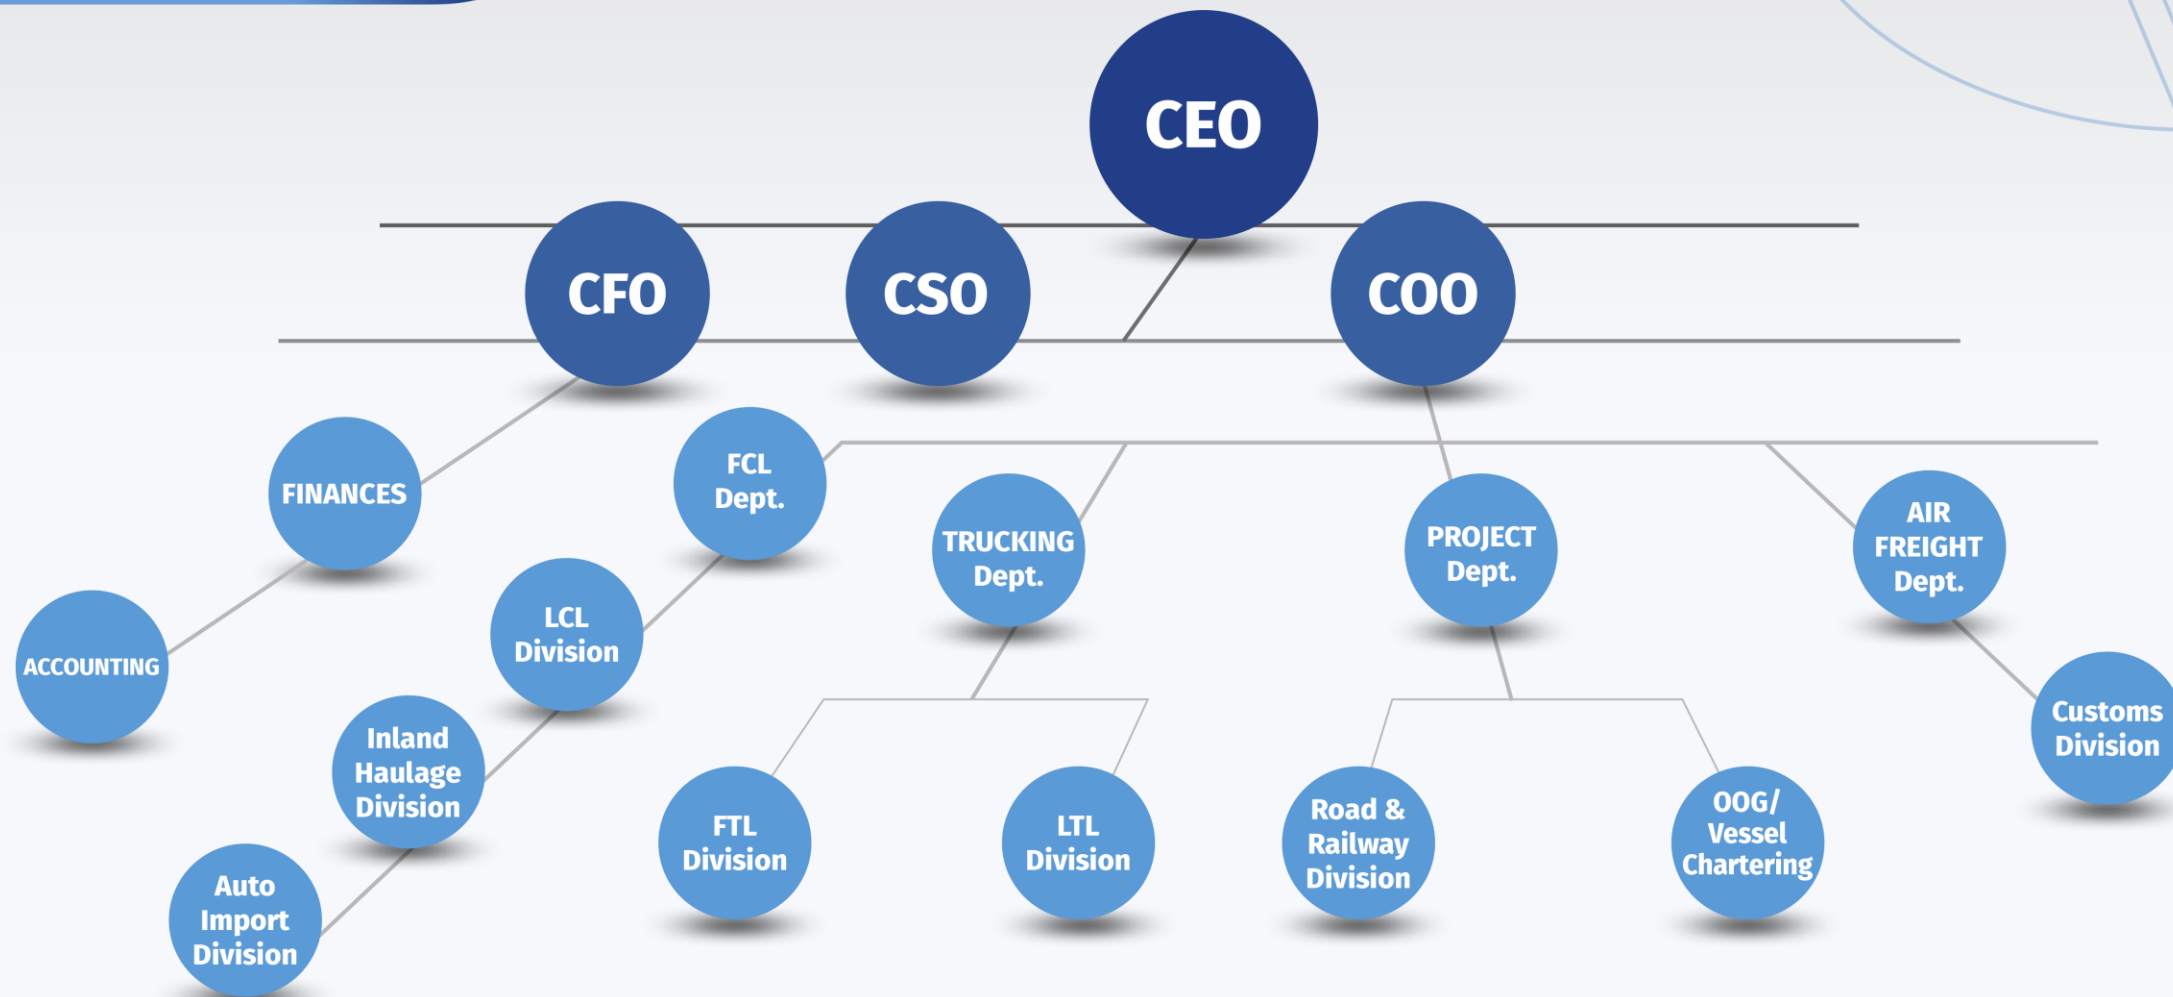 CEO
CFO
CSO
COO
FINANCES
ACCOUNTING
FCL
Dept.
LCL
Division
Inland
Haulage
Division
Auto
Import
Division
TRUCKING
Dept.
FTL
Division
LTL
Division
PROJECT
Dept.
Road &
Railway
Division
OOG/
Vessel
Chartering
AIR
FREIGHT
Dept.
Customs
Division